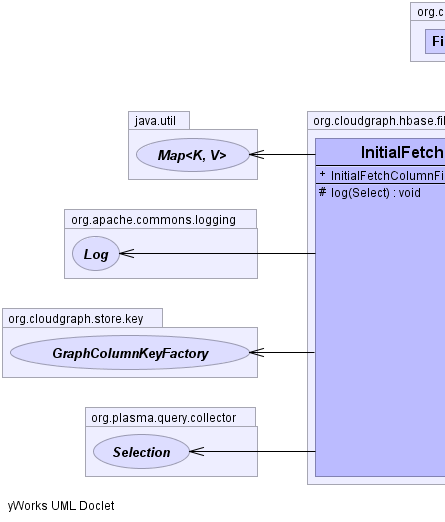 org.c
Fi
java.util
Map<K, V>
org.cloudgraph.hbase.fil
InitialFetch
+ InitialFetchColumnFi
# log(Select) : void
org.apache.commons.logging
Log
org.cloudgraph.store.key
GraphColumnKeyFactory
org.plasma.query.collector
Selection
yWorks UML Doclet